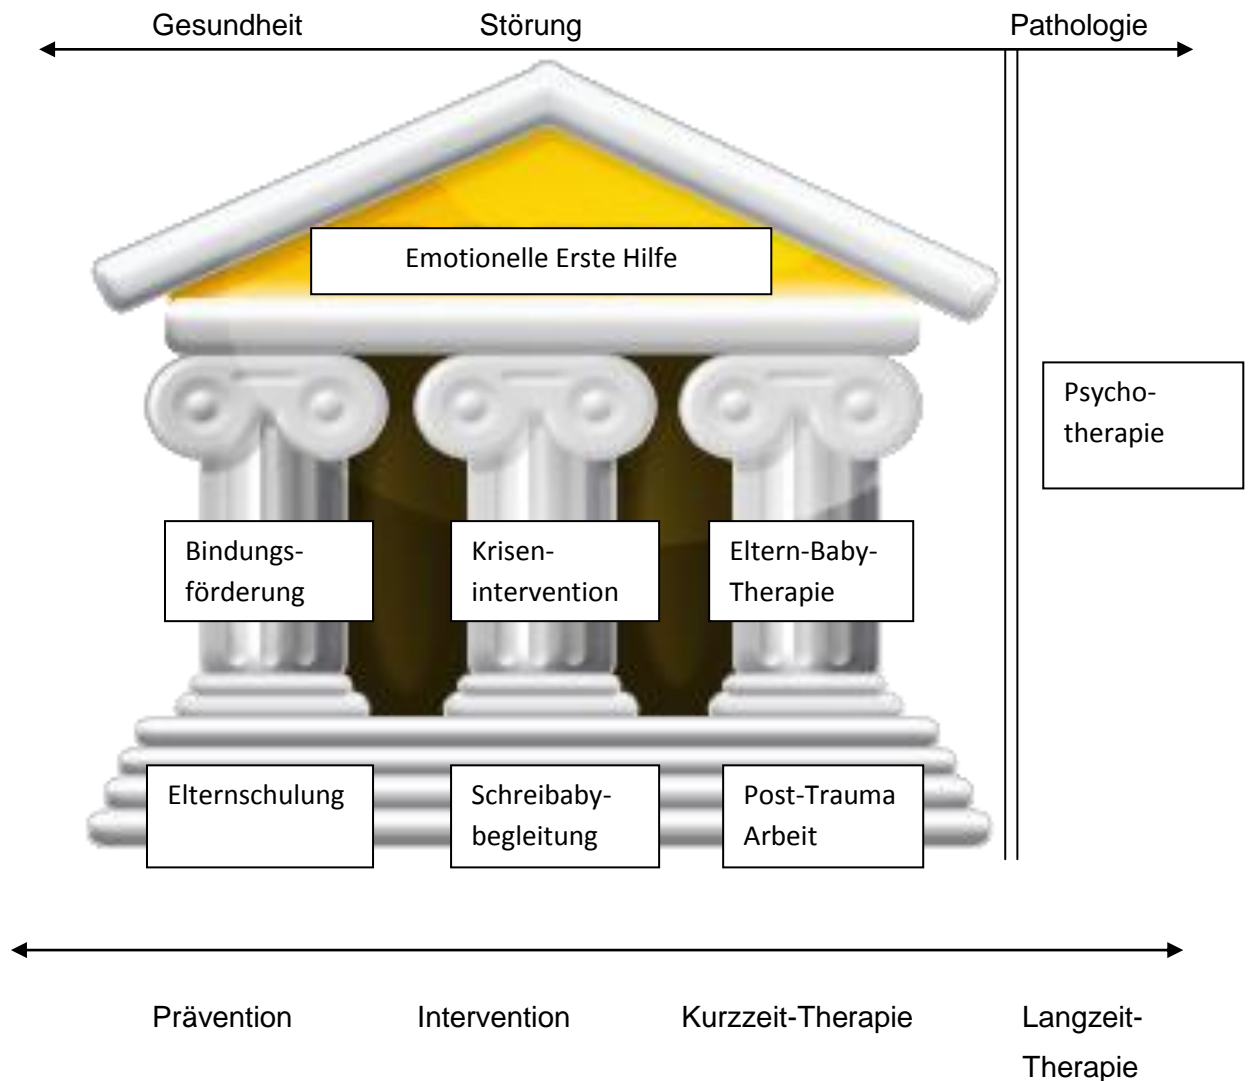 Gesundheit Störung Pathologie
Emotionelle Erste Hilfe
Psycho-
therapie
Bindungs-
förderung
Krisen-
intervention
Eltern-Baby-
Therapie
Elternschulung
Schreibaby-
begleitung
Post-Trauma
Arbeit
Prävention Intervention Kurzzeit-Therapie Langzeit-
Therapie